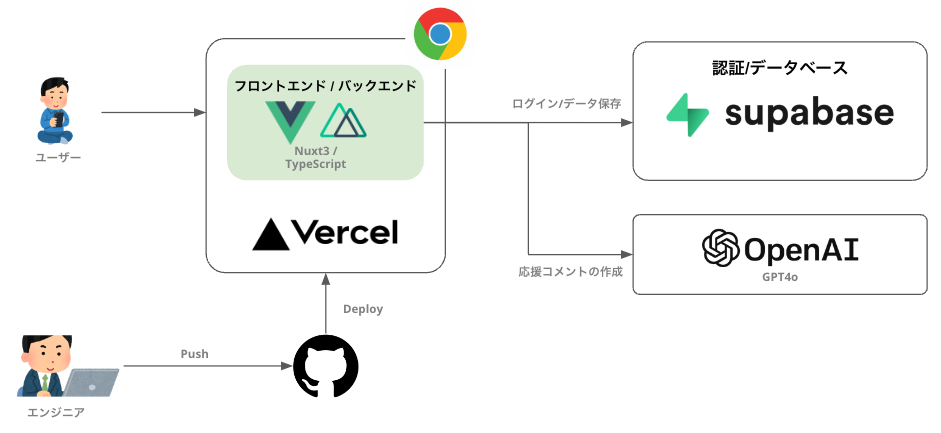 フロントエンド / バックエンド
Nuxt3 /
TypeScript
Vercel
ユーザー
ログイン/データ保存
認証/データベース
supabase
OpenAI
GPT4o
応援コメントの作成
Deploy
Push
エンジニア